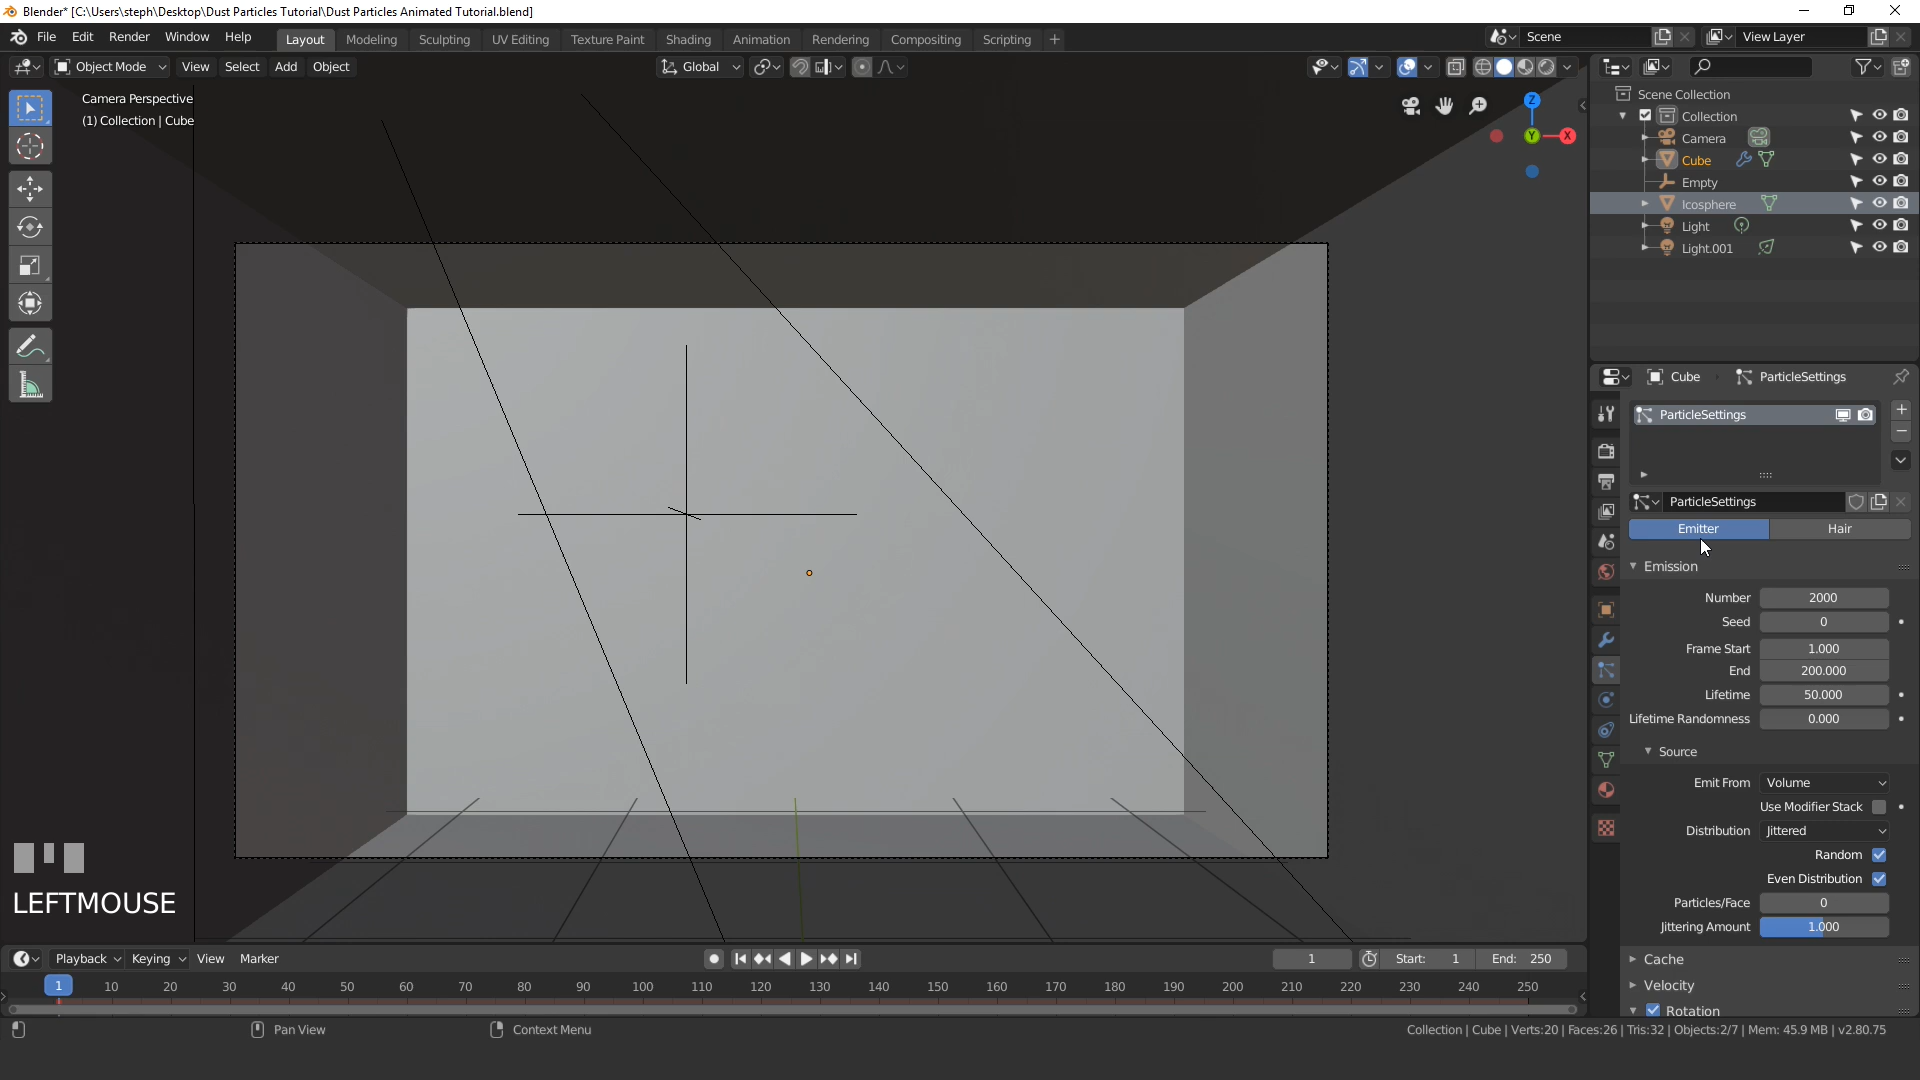 Blender* [C:\Users\steph\Desktop\Dust Particles Tutorial\Dust Particles Animated Tutorial.blend]
File Edit Render Window Help Layout Modeling Sculpting UV Editing Texture Paint Shading Animation Rendering Compositing Scripting + Scene View Layer
Object Mode View Select Add Object Global
Camera Perspective
(1) Collection | Cube
Z
Y
X
Scene Collection
Collection
Camera
Cube
Empty
Icosphere
Light
Light.001
Cube ParticleSettings
ParticleSettings
ParticleSettings
Emitter Hair
Emission
Number 2000
Seed 0
Frame Start 1.000
End 200.000
Lifetime 50.000
Lifetime Randomness 0.000
Source
Emit From Volume
Use Modifier Stack
Distribution Jittered
Random
Even Distribution
Particles/Face 0
Jittering Amount 1.000
Cache
Velocity
Rotation
LEFTMOUSE
Playback Keying View Marker 1 Start: 1 End: 250
1 10 20 30 40 50 60 70 80 90 100 110 120 130 140 150 160 170 180 190 200 210 220 230 240 250
Pan View Context Menu Collection | Cube | Verts:20 | Faces:26 | Tris:32 | Objects:2/7 | Mem: 45.9 MB | v2.80.75